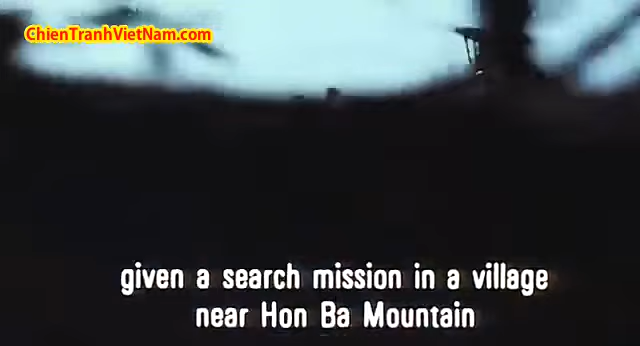 ChienTranhVietNam.com
given a search mission in a village
near Hon Ba Mountain